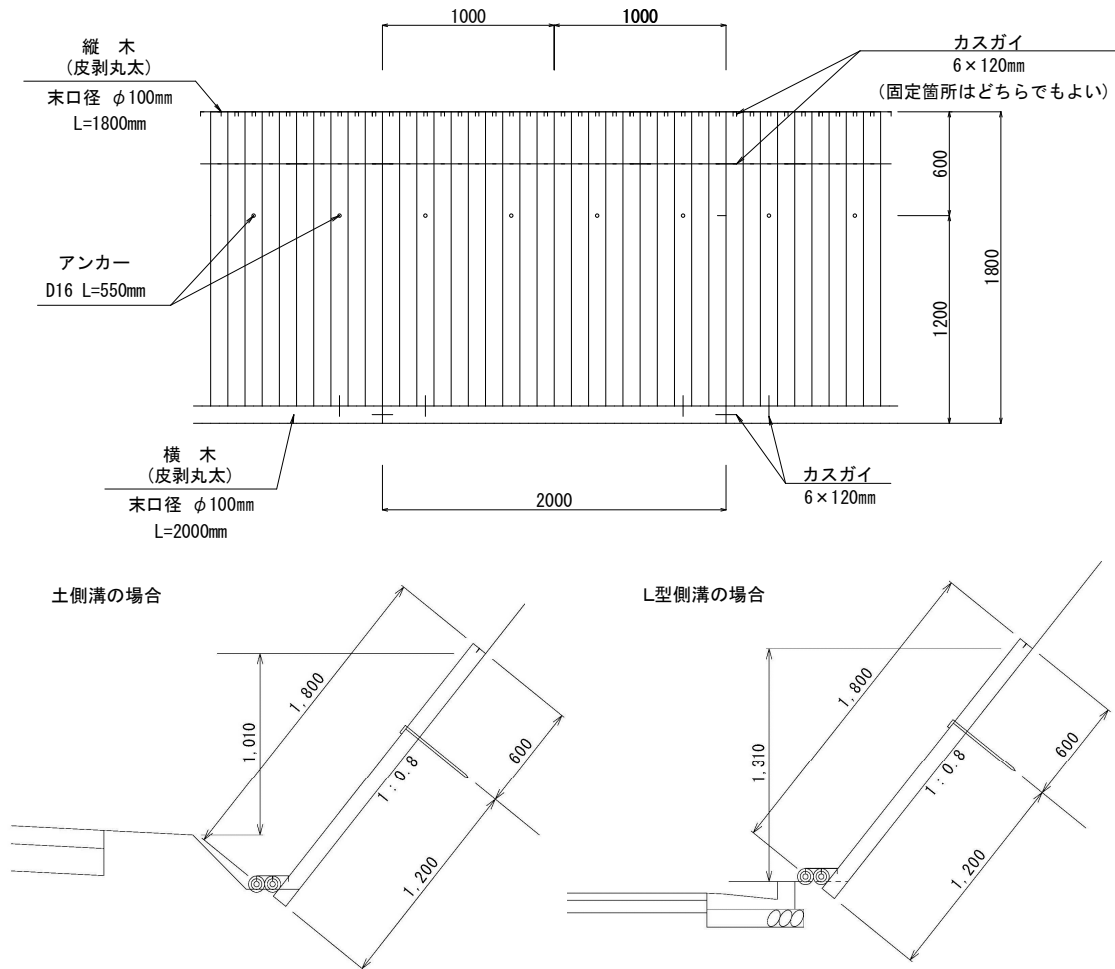 1000
1000
縦　木
(皮剥丸太)
末口径 φ100mm
L=1800mm
カスガイ
6×120mm
(固定箇所はどちらでもよい)
600
1200
1800
アンカー
D16 L=550mm
横　木
(皮剥丸太)
末口径 φ100mm
L=2000mm
2000
カスガイ
6×120mm
土側溝の場合
1,800
1,010
600
1:0.8
1,200
L型側溝の場合
1,800
1,310
600
1:0.8
1,200